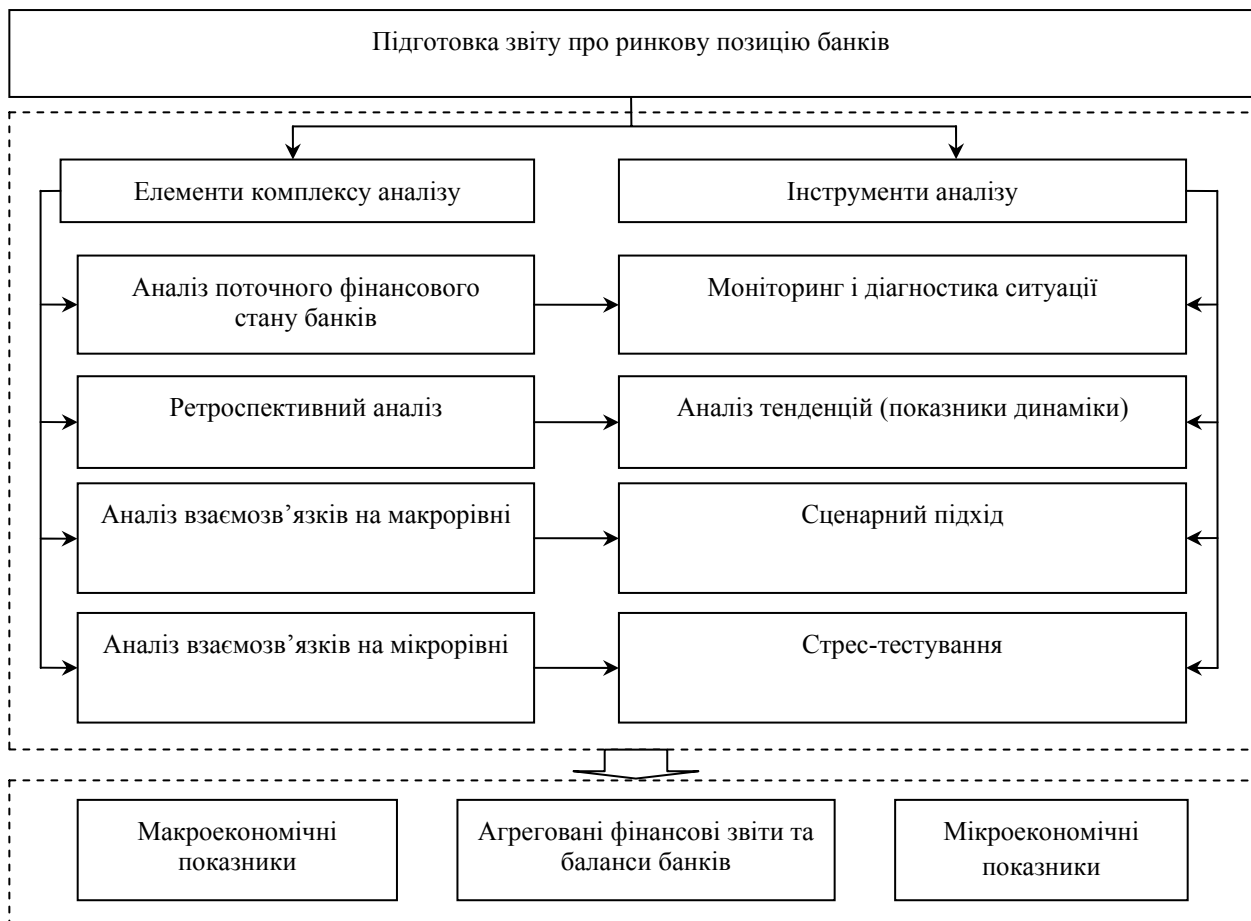 Підготовка звіту про ринкову позицію банків
Елементи комплексу аналізу
Інструменти аналізу
Аналіз поточного фінансового
стану банків
Моніторинг і діагностика ситуації
Ретроспективний аналіз
Аналіз тенденцій (показники динаміки)
Аналіз взаємозв’язків на макрорівні
Сценарний підхід
Аналіз взаємозв’язків на мікрорівні
Стрес-тестування
Макроекономічні
показники
Агреговані фінансові звіти та
баланси банків
Мікроекономічні
показники